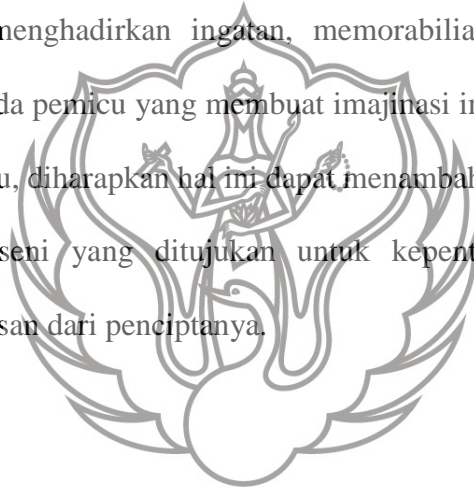 menghadirkan ingatan, memorabilia
da pemicu yang membuat imajinasi in
u, diharapkan hal ini dapat menambah
seni yang ditujukan untuk kepent
san dari penciptanya.